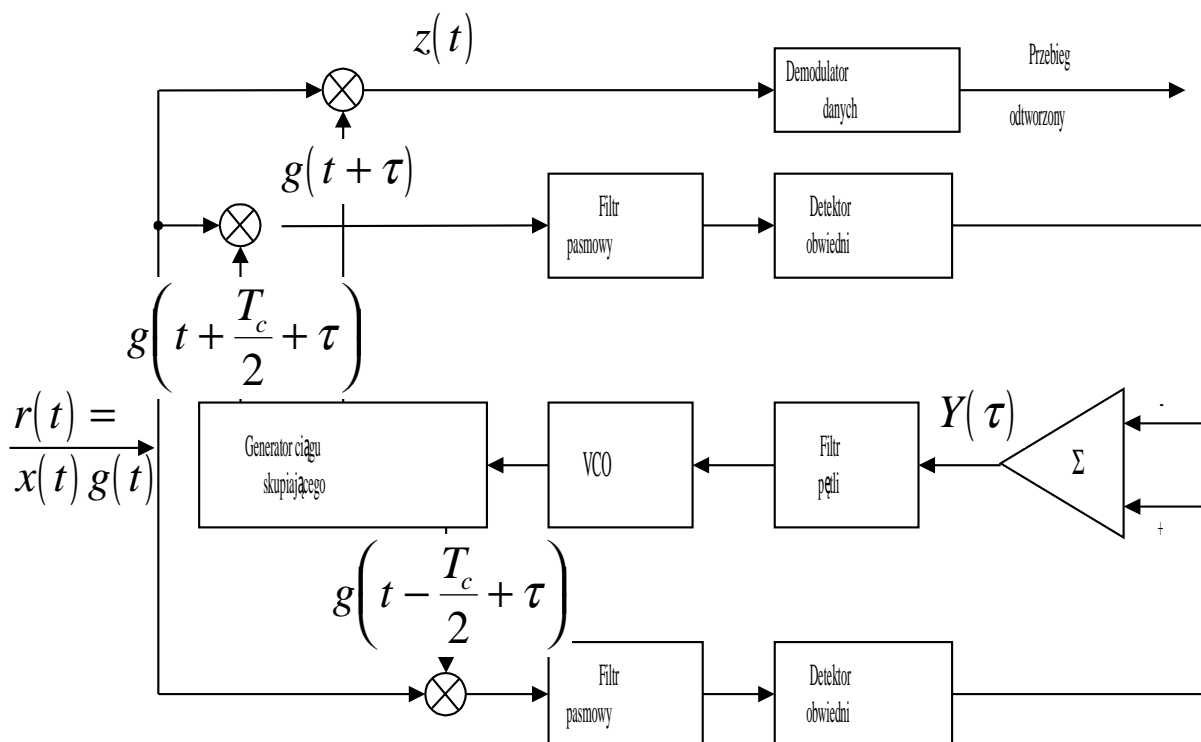 z(t)
Demodulator
danych
Przebieg
odtworzony
g(t + τ)
Filtr
pasmowy
Detektor
obwiedni
g(t + T_c/2 + τ)
r(t) =
x(t) g(t)
Generator ciągu
skupiającego
VCO
Filtr
pętli
Y(τ)
Σ
-
+
g(t − T_c/2 + τ)
Filtr
pasmowy
Detektor
obwiedni